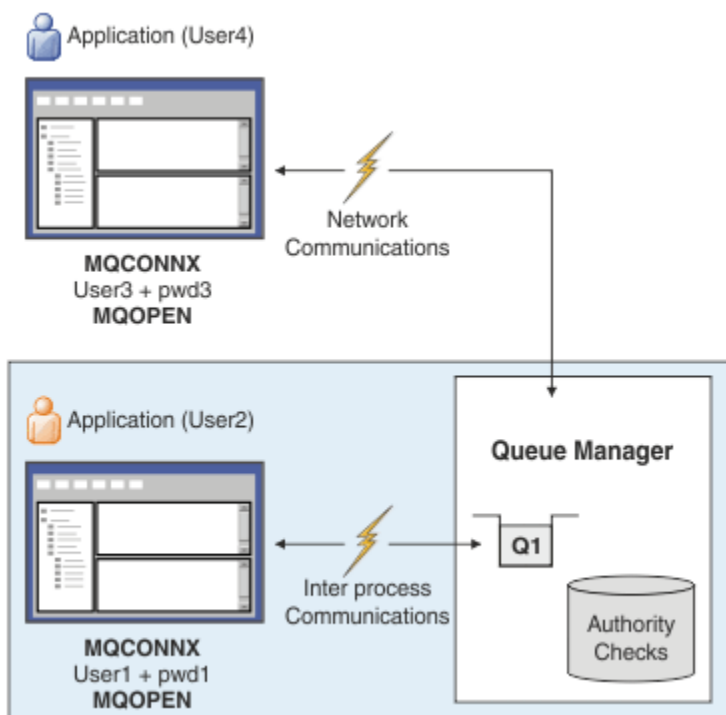 Application (User4)
Network
Communications
MQCONNX
User3 + pwd3
MQOPEN
Application (User2)
Queue Manager
Q1
Inter process
Communications
Authority
Checks
MQCONNX
User1 + pwd1
MQOPEN